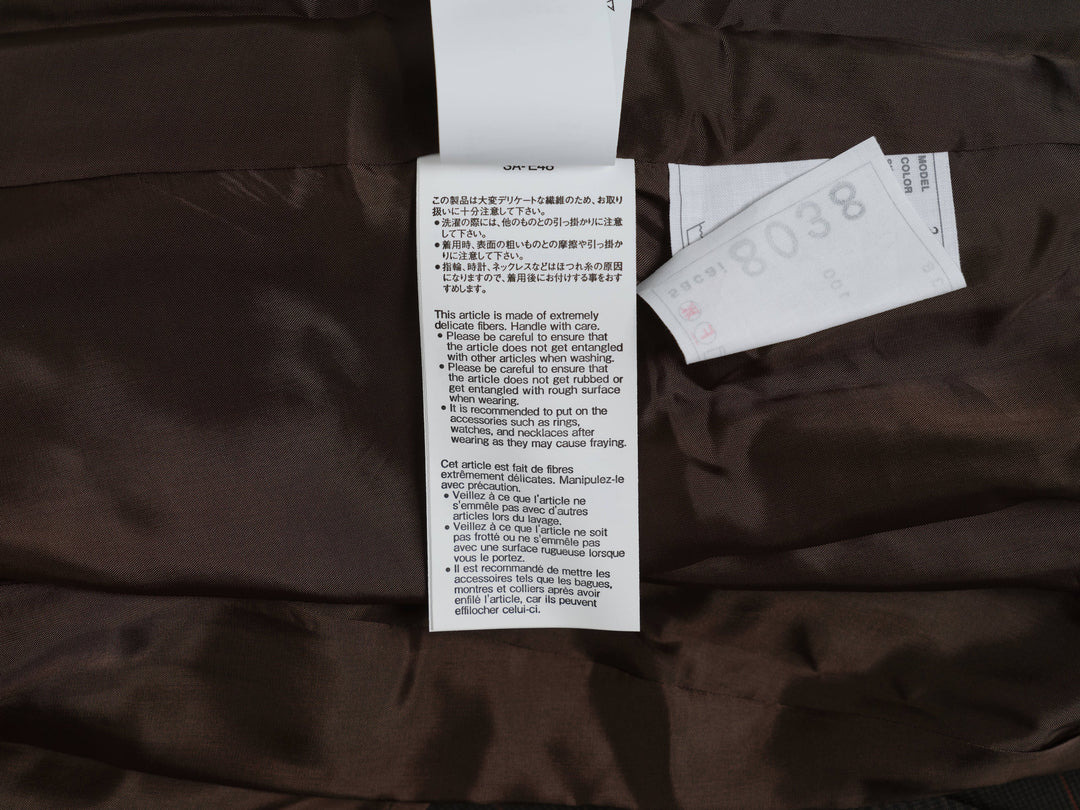 SA-E48
この製品は大変デリケートな繊維のため、お取り
扱いに十分注意して下さい。
●洗濯の際には、他のものとの引っ掛かりに注意
して下さい。
●着用時、表面の粗いものとの摩擦や引っ掛か
りに注意して下さい。
●指輪、時計、ネックレスなどはほつれ糸の原因
になりますので、着用後にお付けする事をおす
すめします。
This article is made of extremely
delicate fibers. Handle with care.
● Please be careful to ensure that
the article does not get entangled
with other articles when washing.
● Please be careful to ensure that
the article does not get rubbed or
get entangled with rough surface
when wearing.
● It is recommended to put on the
accessories such as rings,
watches, and necklaces after
wearing as they may cause fraying.
Cet article est fait de fibres
extrêmement délicates. Manipulez-le
avec précaution.
● Veillez à ce que l'article ne
s'emmêle pas avec d'autres
articles lors du lavage.
● Veillez à ce que l'article ne soit
pas frotté ou ne s'emmêle pas
avec une surface rugueuse lorsque
vous le portez.
● Il est recommandé de mettre les
accessoires tels que les bagues,
montres et colliers après avoir
enfilé l'article, car ils peuvent
effilocher celui-ci.
MODEL
COLOR
8038
sacai
001